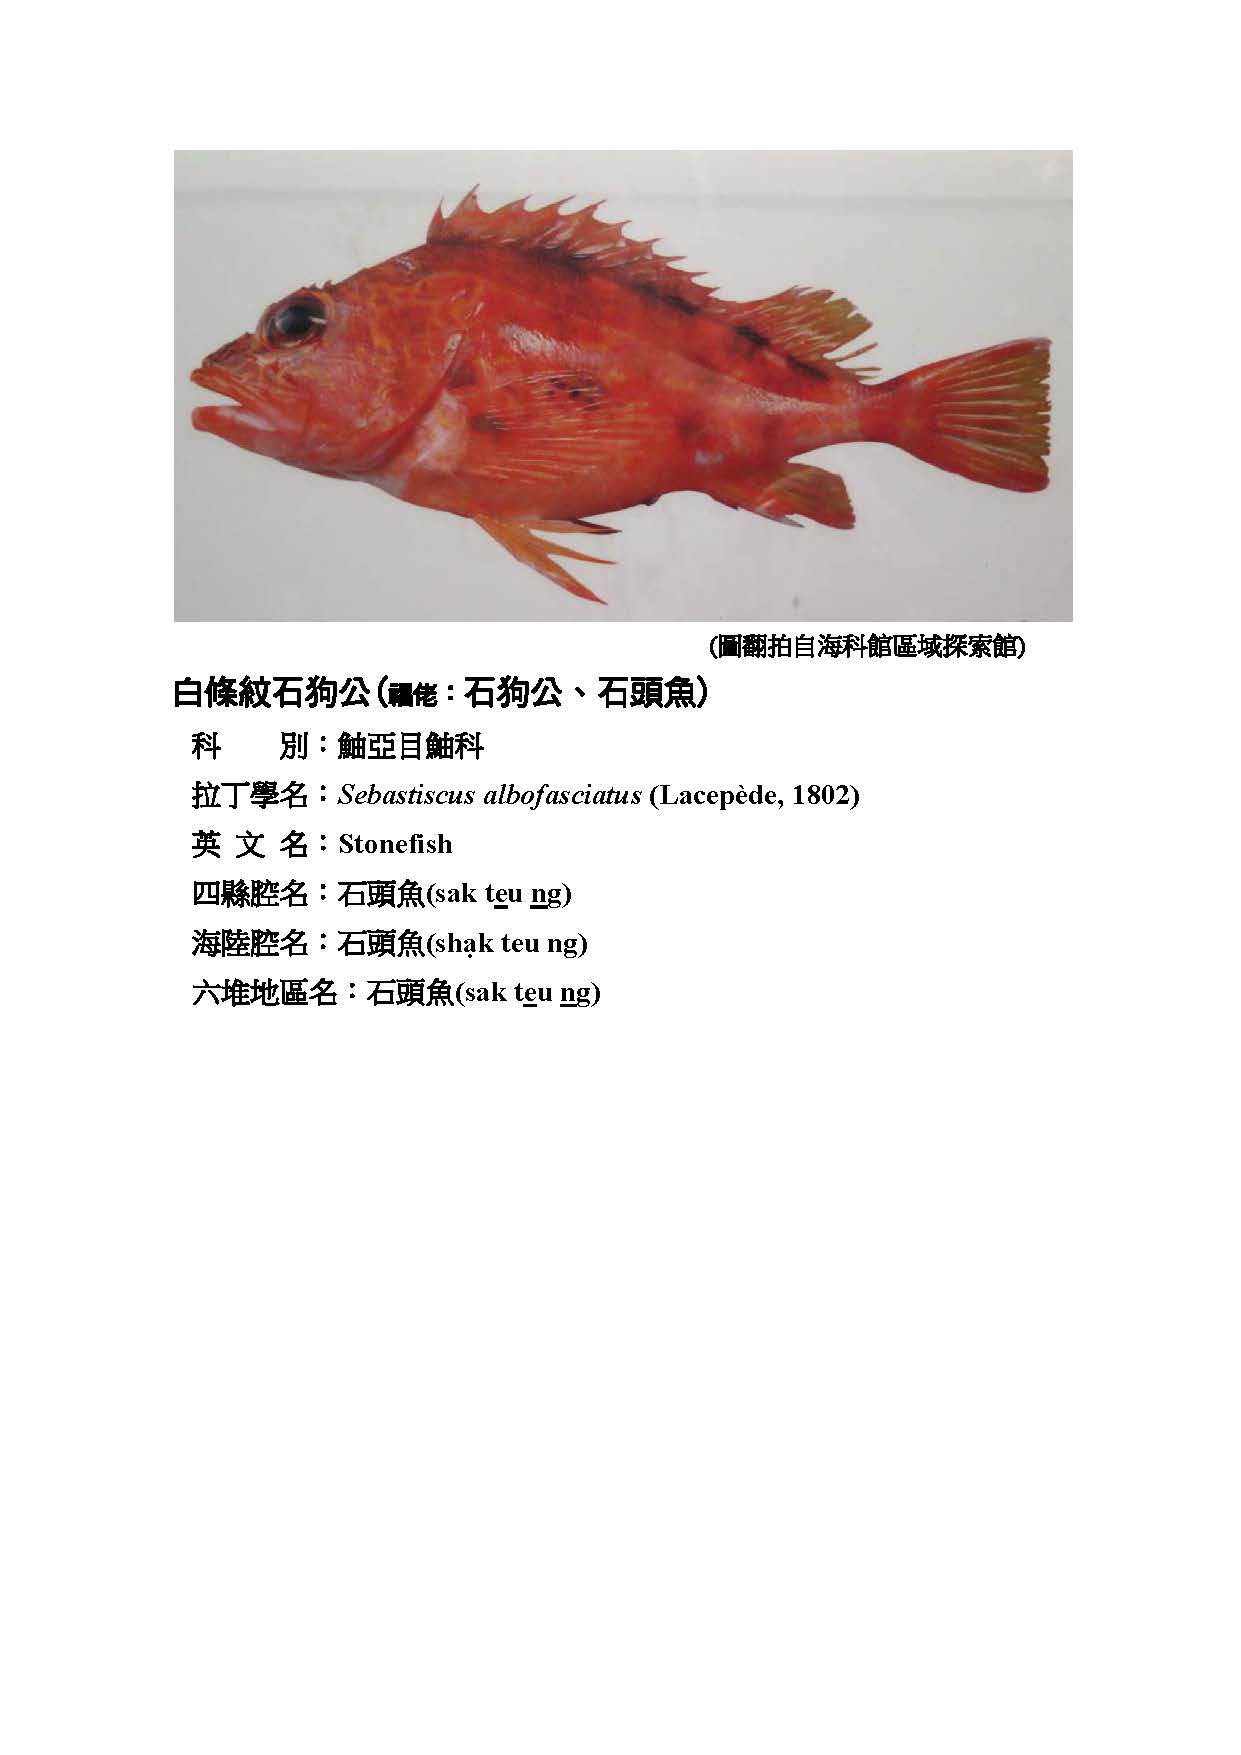 (圖翻拍自海科館區域探索館)
白條紋石狗公(福佬：石狗公、石頭魚)
科　　別：鮋亞目鮋科
拉丁學名：Sebastiscus albofasciatus (Lacepède, 1802)
英 文 名：Stonefish
四縣腔名：石頭魚(sak teu ng)
海陸腔名：石頭魚(shạk teu ng)
六堆地區名：石頭魚(sak teu ng)